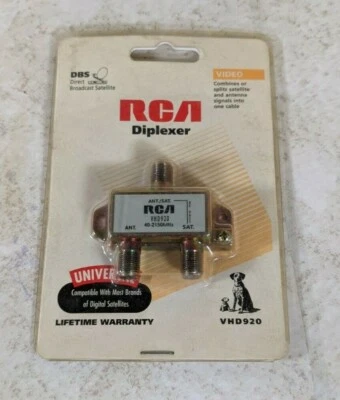 DBS
Direct
Broadcast Satellite
RCA
Diplexer
VIDEO
Combines or
splits satellite
and antenna
signals into
one cable
ANT./SAT.
RCA
VHD920
40-2150MHz
ANT.
SAT.
Compatible With Most Brands
of Digital Satellites
LIFETIME WARRANTY
VHD920